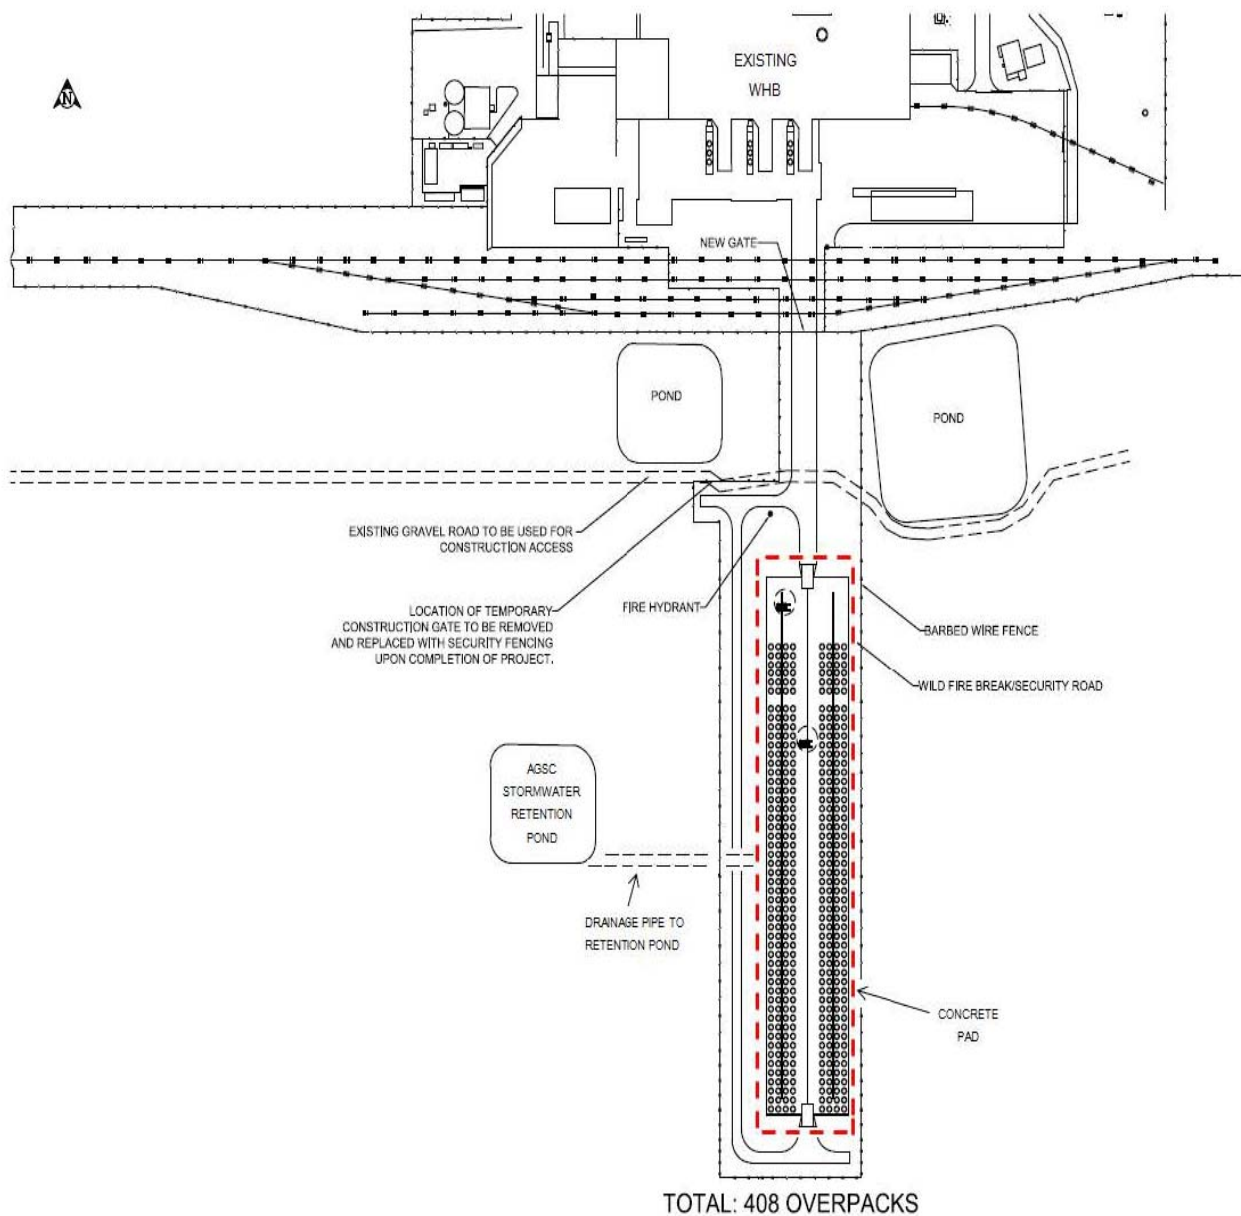 EXISTING
WHB
N
NEW GATE
POND
POND
EXISTING GRAVEL ROAD TO BE USED FOR
CONSTRUCTION ACCESS
LOCATION OF TEMPORARY
CONSTRUCTION GATE TO BE REMOVED
AND REPLACED WITH SECURITY FENCING
UPON COMPLETION OF PROJECT.
FIRE HYDRANT
BARBED WIRE FENCE
WILD FIRE BREAK/SECURITY ROAD
AGSC
STORMWATER
RETENTION
POND
DRAINAGE PIPE TO
RETENTION POND
CONCRETE
PAD
TOTAL: 408 OVERPACKS